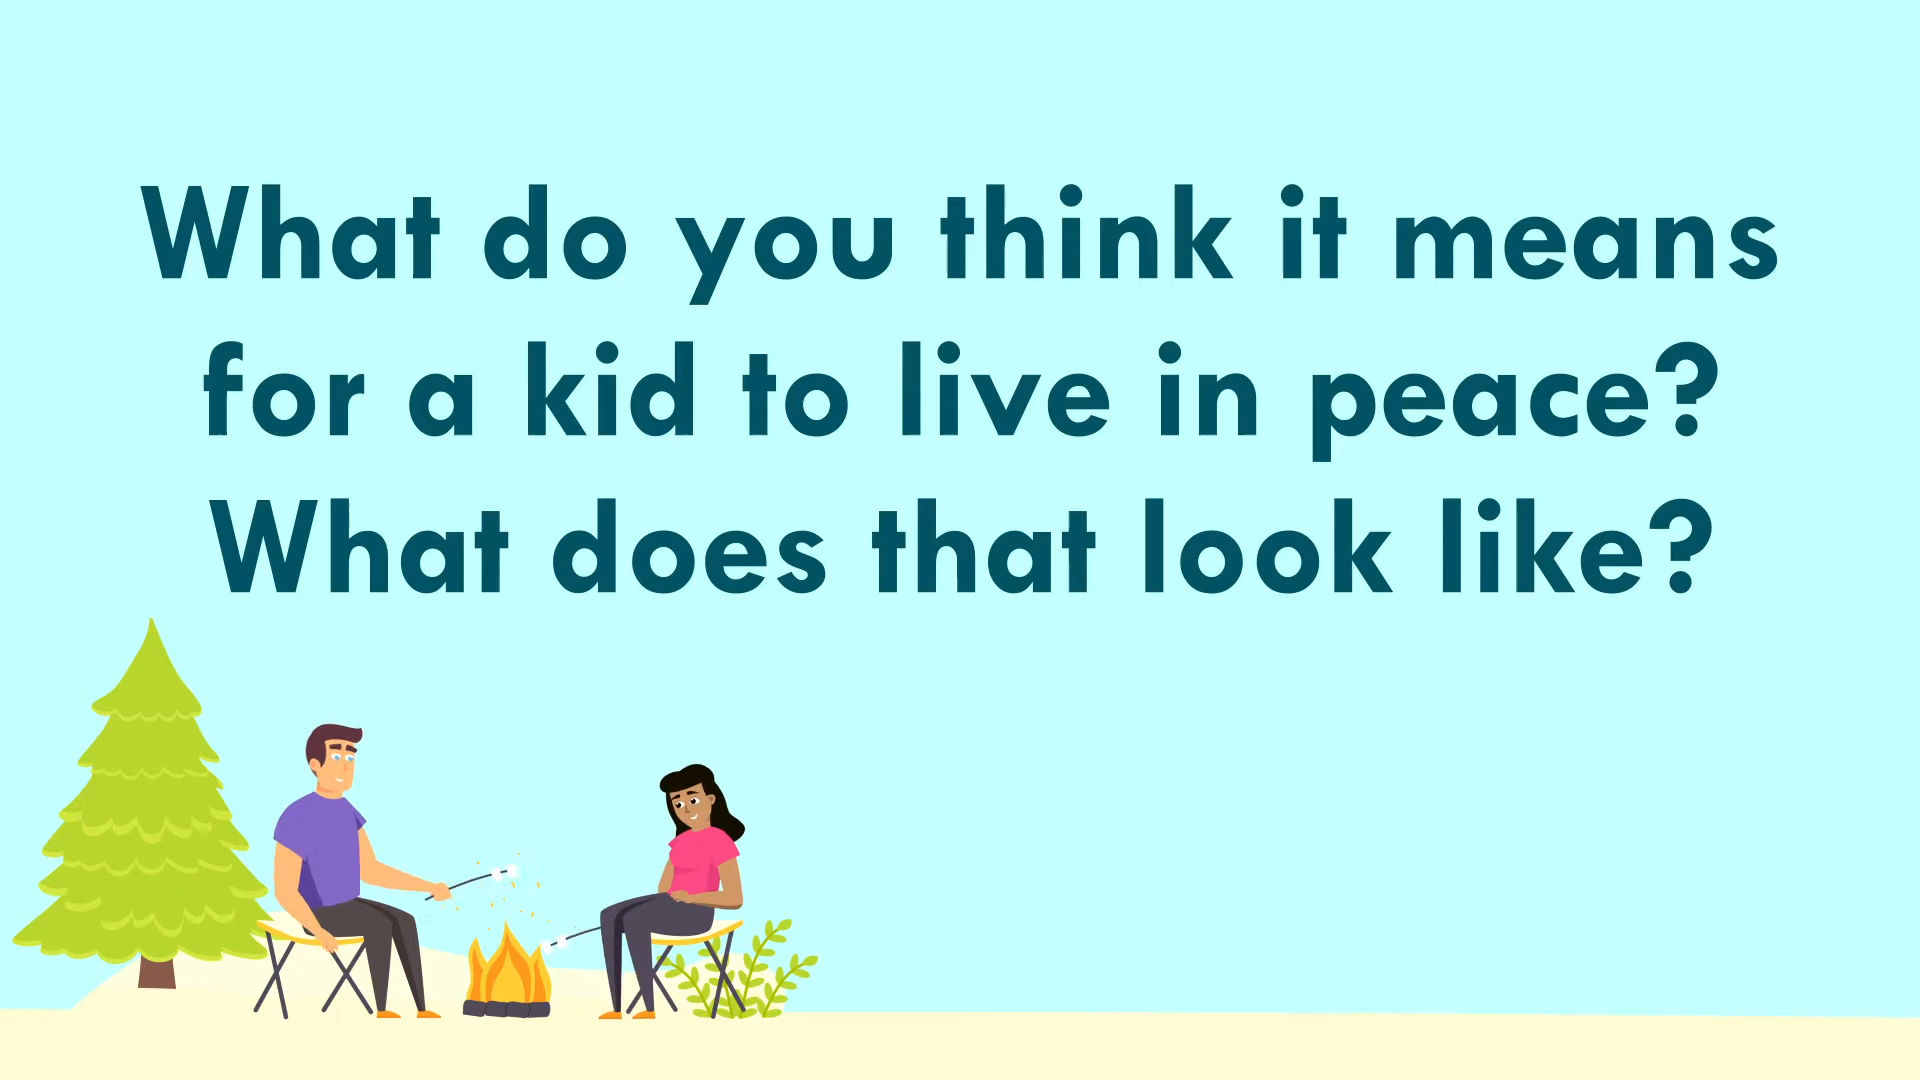 What do you think it means
for a kid to live in peace?
What does that look like?